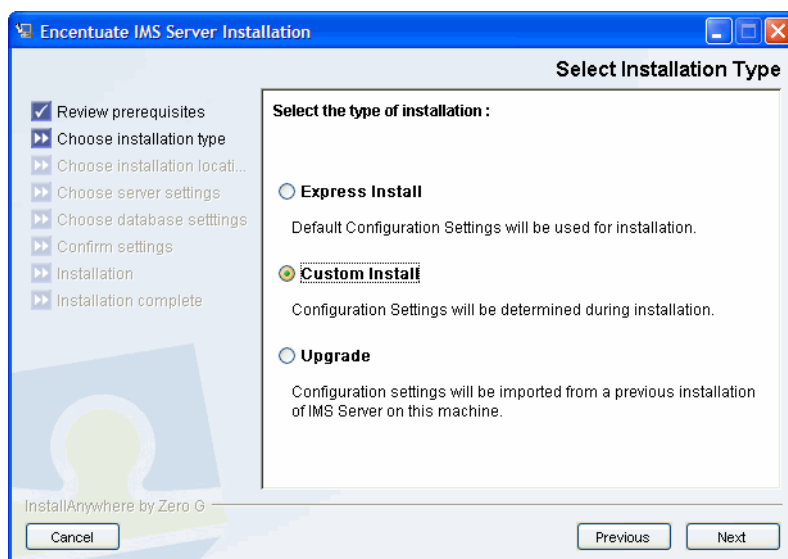 Encentuate IMS Server Installation
Select Installation Type
Review prerequisites
Choose installation type
Choose installation locati...
Choose server settings
Choose database setttings
Confirm settings
Installation
Installation complete
Select the type of installation :
Express Install
Default Configuration Settings will be used for installation.
Custom Install
Configuration Settings will be determined during installation.
Upgrade
Configuration settings will be imported from a previous installation
of IMS Server on this machine.
InstallAnywhere by Zero G
Cancel
Previous
Next